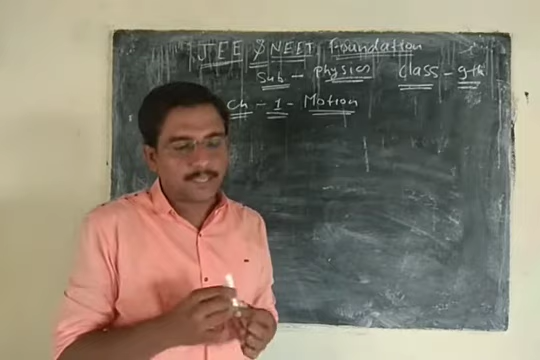 JEE & NEET Foundation
Sub - physics Class - 9th
Ch - 1 - Motion